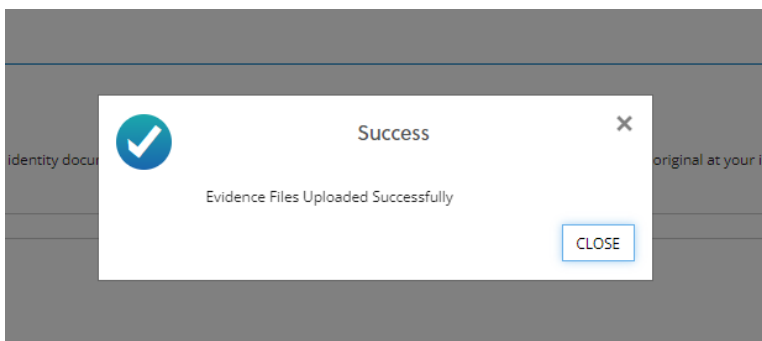 Success
identity docu
original at your i
Evidence Files Uploaded Successfully
CLOSE